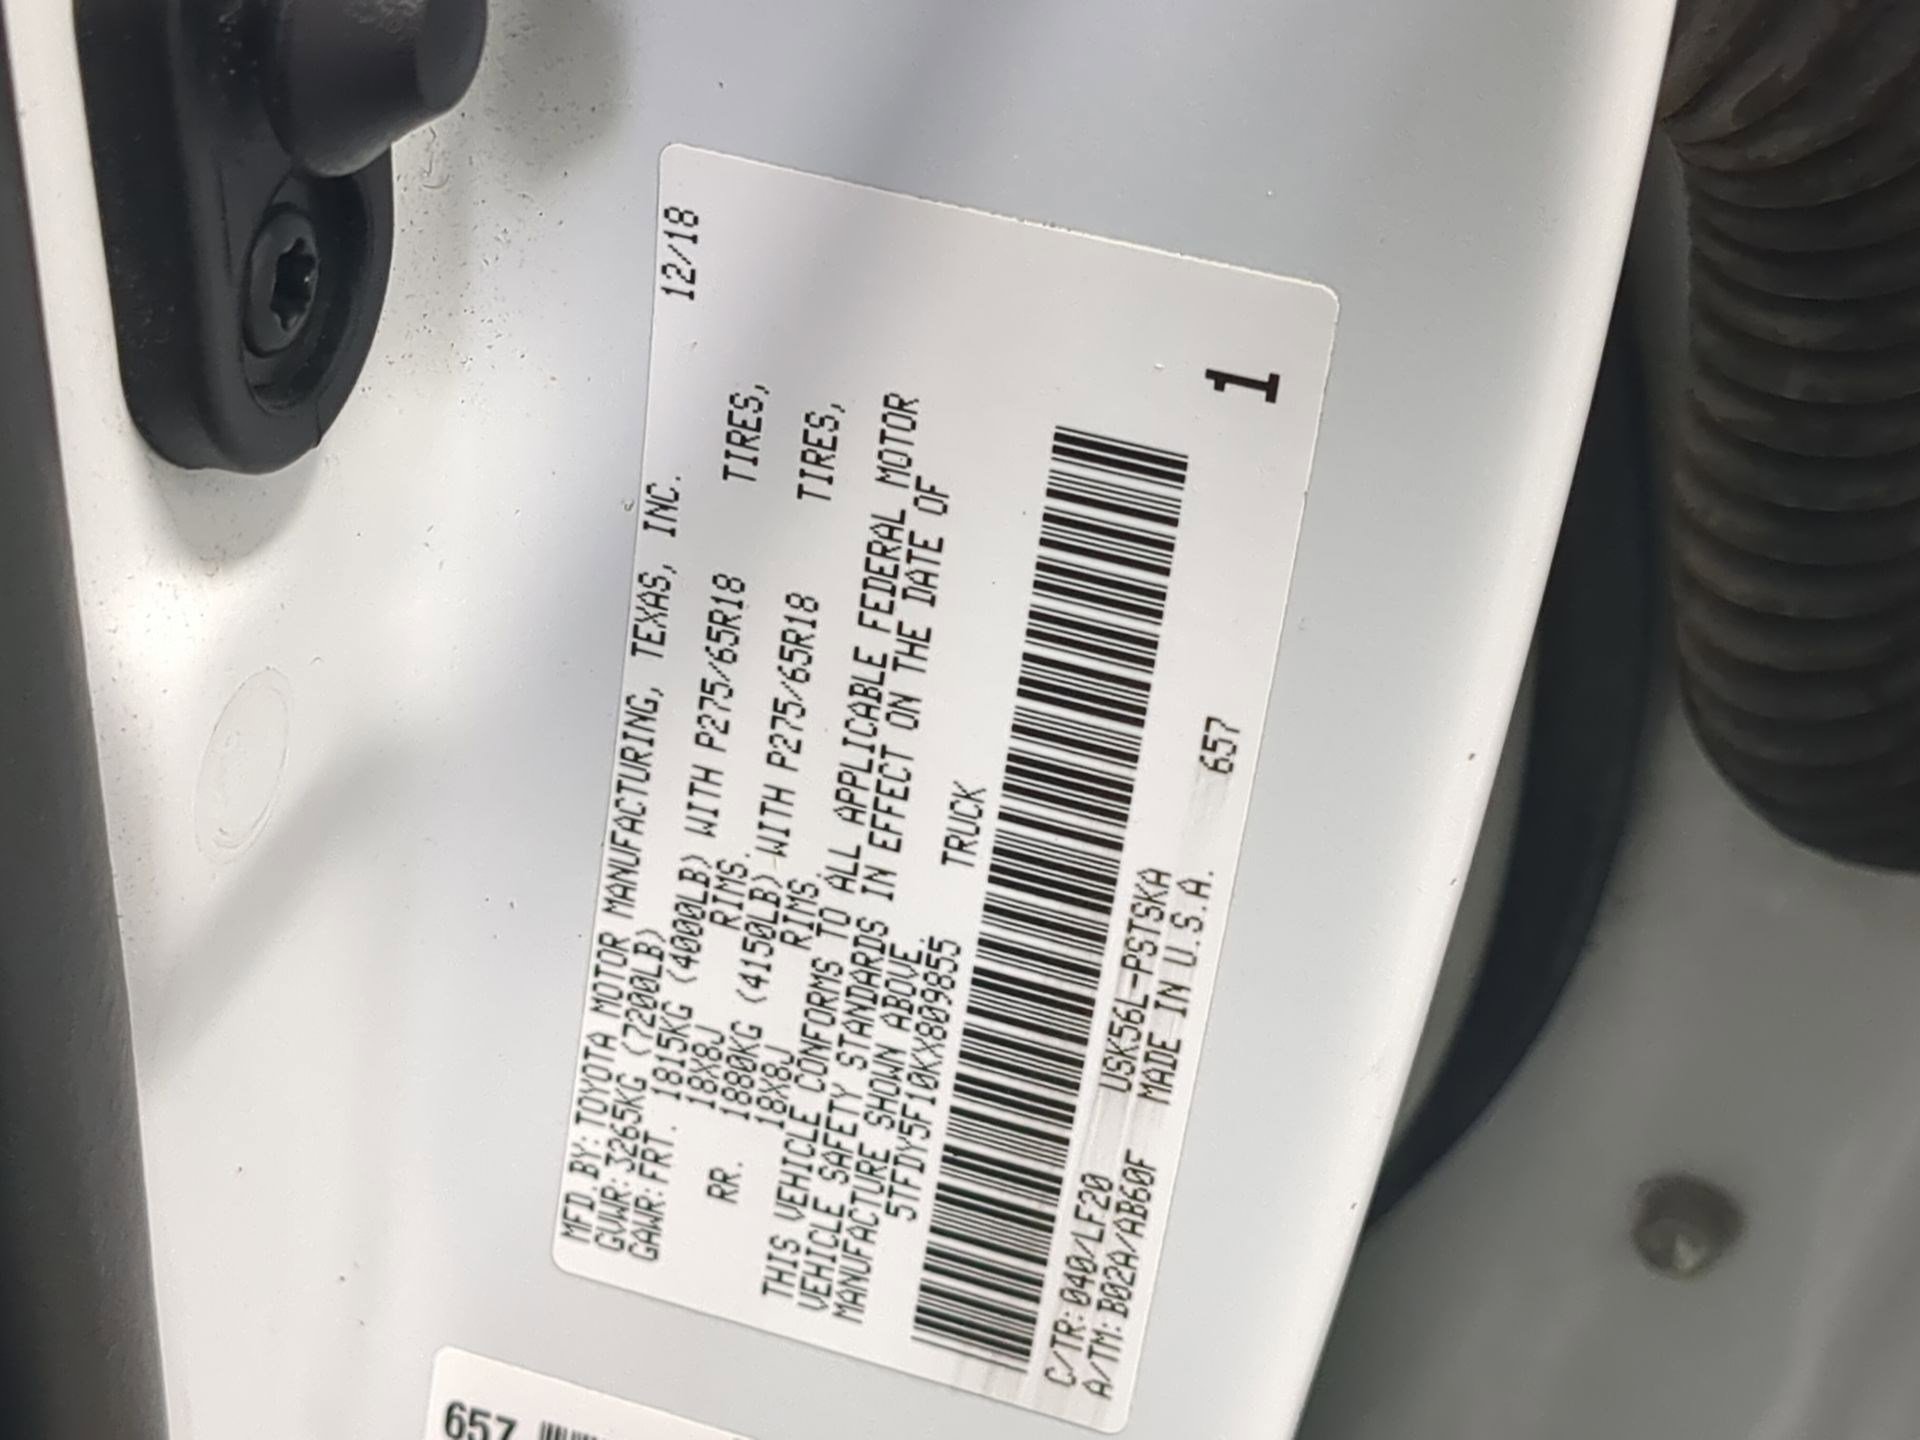 MFD. BY: TOYOTA MOTOR MANUFACTURING, TEXAS, INC. 12/18
GVWR: 3265KG (7200LB)
GAWR: FRT. 1815KG (4000LB) WITH P275/65R18 TIRES,
18X8J RIMS.
RR. 1880KG (4150LB) WITH P275/65R18 TIRES,
18X8J RIMS.
THIS VEHICLE CONFORMS TO ALL APPLICABLE FEDERAL MOTOR
VEHICLE SAFETY STANDARDS IN EFFECT ON THE DATE OF
MANUFACTURE SHOWN ABOVE.
5TFDY5F10KX809855 TRUCK
C/TR: 040/LF20 USK56L-PSTSKA 657 1
A/TM: B02A/AB60F MADE IN U.S.A.
657